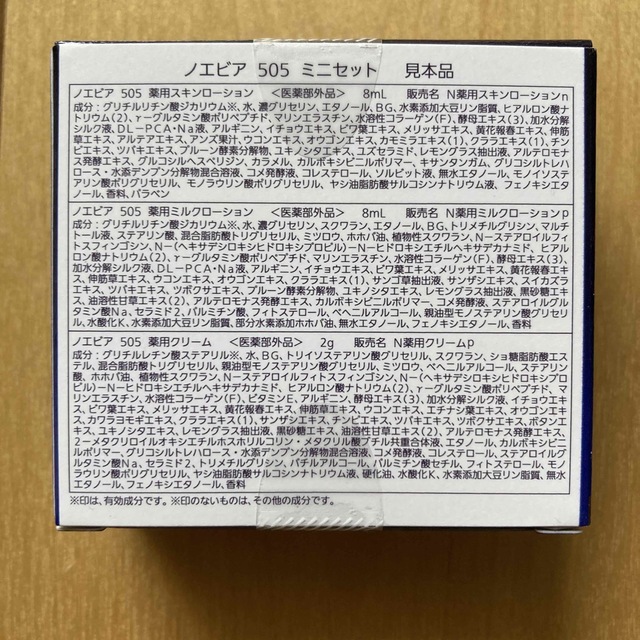 ノエビア 505 ミニセット 見本品
ノエビア 505 薬用スキンローション <医薬部外品> 8mL 販売名 N薬用スキンローションn
成分：グリチルリチン酸ジカリウム※、水、濃グリセリン、エタノール、BG、水素添加大豆リン脂質、ヒアルロン酸
ナトリウム(2)、γ-グルタミン酸ポリペプチド、マリンエラスチン、水溶性コラーゲン(F)、酵母エキス(3)、加水分解
シルク液、DL-PCA・Na液、アルギニン、イチョウエキス、ビワ葉エキス、メリッサエキス、黄花報春エキス、伸筋
草エキス、アルテアエキス、アンズ果汁、ウコンエキス、オウゴンエキス、カモミラエキス(1)、クララエキス(1)、チン
ピエキス、ツバキエキス、プルーン酵素分解物、ユキノシタエキス、ユズセラミド、レモングラス抽出液、アルテロモナ
ス発酵エキス、グルコシルヘスペリジン、カラメル、カルボキシビニルポリマー、キサンタンガム、グリコシルトレハ
ロース・水添デンプン分解物混合溶液、コメ発酵液、コレステロール、ソルビット液、無水エタノール、モノイソステ
アリン酸ポリグリセリル、モノラウリン酸ポリグリセリル、ヤシ油脂肪酸サルコシンナトリウム液、フェノキシエタノ
ール、香料、パラベン
ノエビア 505 薬用ミルクローション <医薬部外品> 8mL 販売名 N薬用ミルクローションp
成分：グリチルリチン酸ジカリウム※、水、濃グリセリン、スクワラン、エタノール、BG、トリメチルグリシン、マルチ
トール液、ステアリン酸、混合脂肪酸トリグリセリル、ミツロウ、ホホバ油、植物性スクワラン、N-ステアロイルフィ
トスフィンゴシン、N-(ヘキサデシロキシヒドロキシプロピル)-N-ヒドロキシエチルヘキサデカナミド、ヒアル
ロン酸ナトリウム(2)、γ-グルタミン酸ポリペプチド、マリンエラスチン、水溶性コラーゲン(F)、酵母エキス(3)、
加水分解シルク液、DL-PCA・Na液、アルギニン、イチョウエキス、ビワ葉エキス、メリッサエキス、黄花報春エキ
ス、伸筋草エキス、ウコンエキス、オウゴンエキス、クララエキス(1)、サンゴ草抽出液、サンザシエキス、スイカズラ
エキス、ツバキエキス、ツボクサエキス、プルーン酵素分解物、ユキノシタエキス、レモングラス抽出液、黒砂糖エキ
ス、油溶性甘草エキス(2)、アルテロモナス発酵エキス、カルボキシビニルポリマー、コメ発酵液、ステアロイルグル
タミン酸Na、セラミド2、パルミチン酸、フィトステロール、ベヘニルアルコール、親油型モノステアリン酸グリセリ
ル、水酸化K、水素添加大豆リン脂質、部分水素添加ホホバ油、無水エタノール、フェノキシエタノール、香料
ノエビア 505 薬用クリーム <医薬部外品> 2g 販売名 N薬用クリームp
成分：グリチルレチン酸ステアリル※、水、BG、トリイソステアリン酸グリセリル、スクワラン、ショ糖脂肪酸エス
テル、混合脂肪酸トリグリセリル、親油型モノステアリン酸グリセリル、ミツロウ、ベヘニルアルコール、ステアリン
酸、ホホバ油、植物性スクワラン、N-ステアロイルフィトスフィンゴシン、N-(ヘキサデシロキシヒドロキシプロ
ピル)-N-ヒドロキシエチルヘキサデカナミド、ヒアルロン酸ナトリウム(2)、γ-グルタミン酸ポリペプチド、マ
リンエラスチン、水溶性コラーゲン(F)、ビタミンE、アルギニン、酵母エキス(3)、加水分解シルク液、イチョウエキ
ス、ビワ葉エキス、メリッサエキス、黄花報春エキス、伸筋草エキス、ウコンエキス、エチナシ葉エキス、オウゴンエキ
ス、カワラヨモギエキス、クララエキス(1)、サンザシエキス、チンピエキス、ツバキエキス、ツボクサエキス、ボタンエ
キス、ユキノシタエキス、レモングラス抽出液、黒砂糖エキス、油溶性甘草エキス(2)、アルテロモナス発酵エキス、
2-メタクリロイルオキシエチルホスホリルコリン・メタクリル酸ブチル共重合体液、エタノール、カルボキシビニル
ポリマー、グリコシルトレハロース・水添デンプン分解物混合溶液、コメ発酵液、コレステロール、ステアロイルグ
ルタミン酸Na、セラミド2、トリメチルグリシン、バチルアルコール、パルミチン酸セチル、フィトステロール、モノラ
ウリン酸ポリグリセリル、ヤシ油脂肪酸サルコシンナトリウム液、硬化油、水酸化K、水素添加大豆リン脂質、無水
エタノール、フェノキシエタノール、香料
※印は、有効成分です。※印のないものは、その他の成分です。